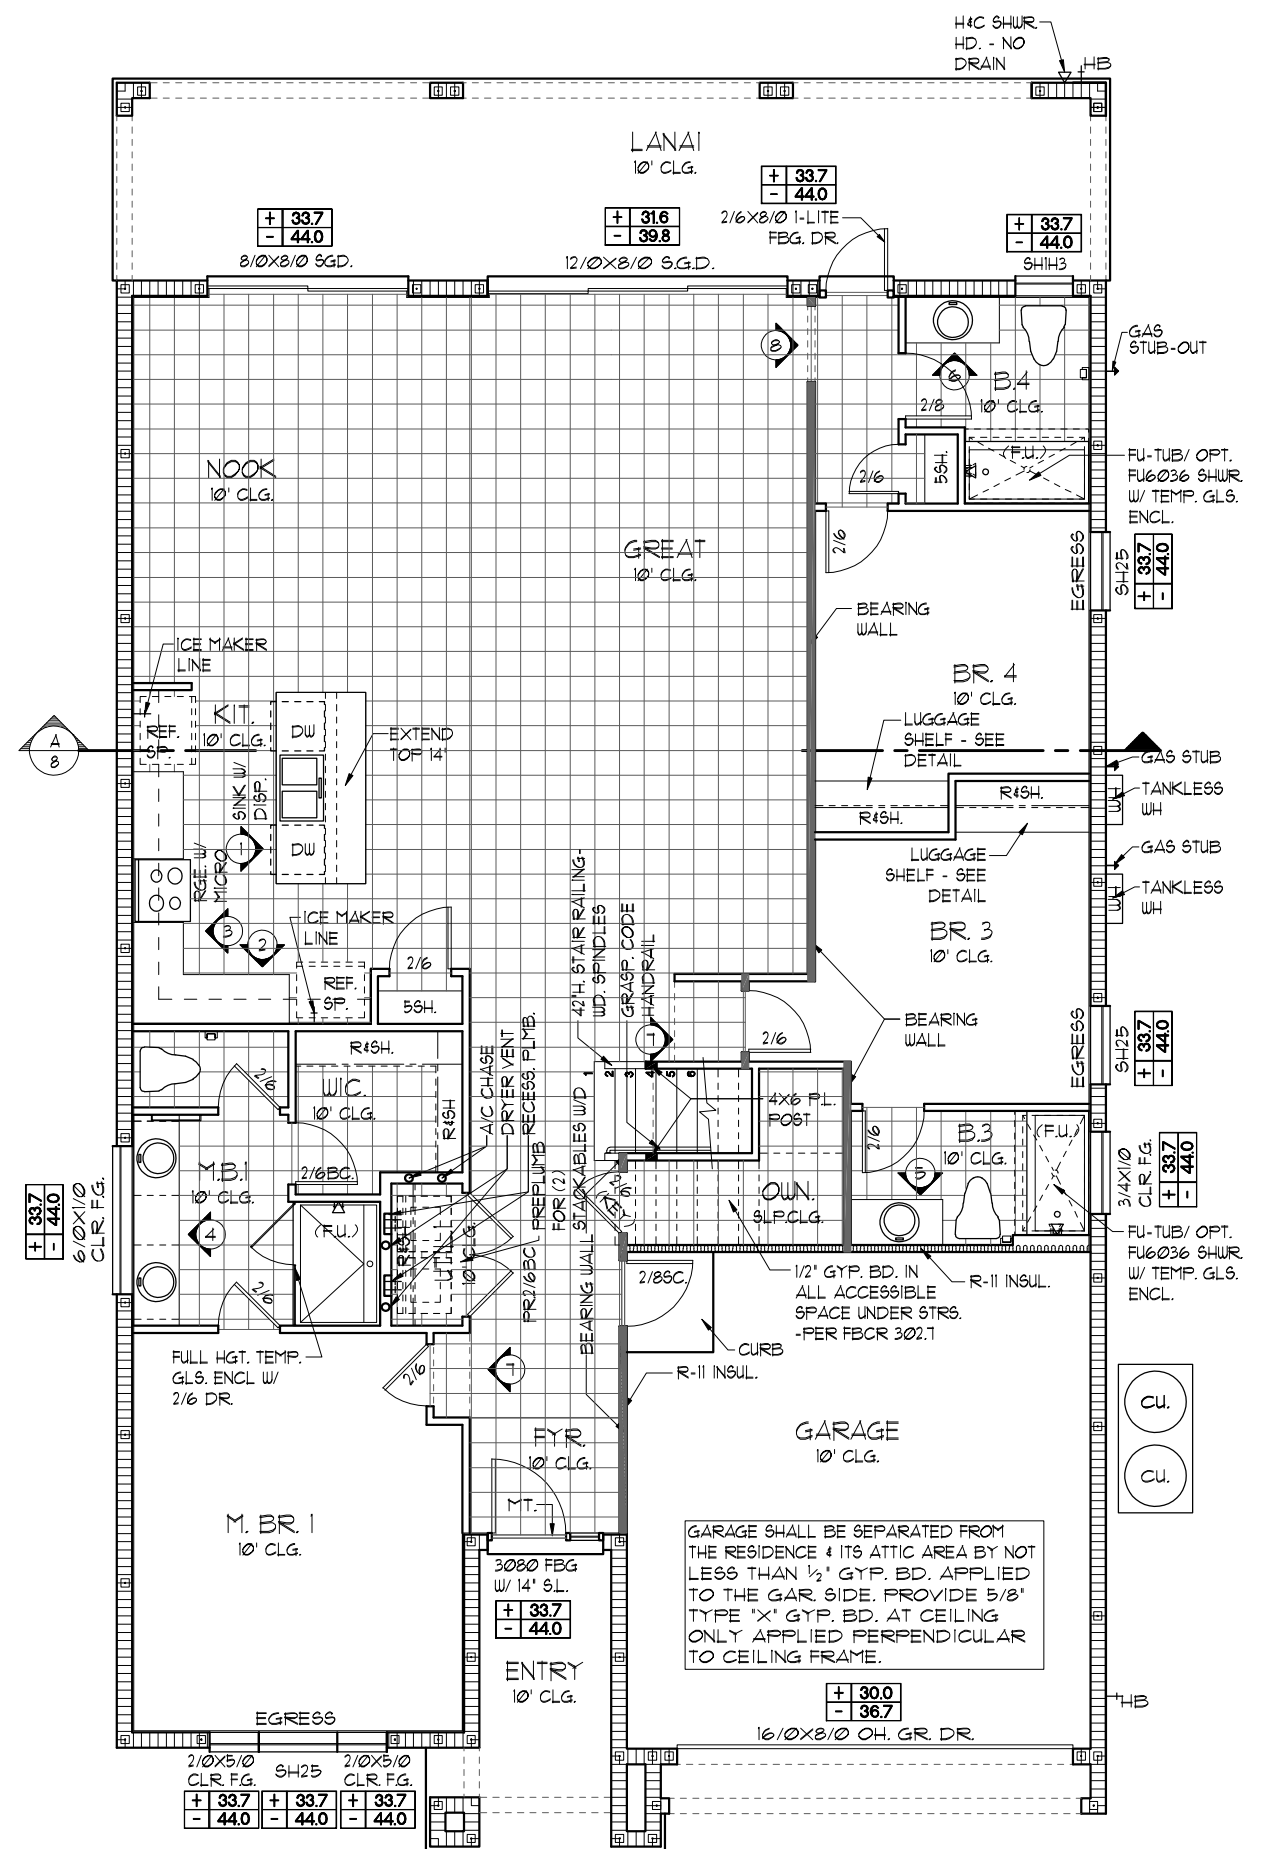 H&C SHWR.
HD. - NO
DRAIN
HB
LANAI
10' CLG.
+ 33.7
- 44.0
2/6X8/0 1-LITE
FBG. DR.
+ 33.7
- 44.0
8/0X8/0 SGD.
+ 31.6
- 39.8
12/0X8/0 S.G.D.
+ 33.7
- 44.0
SH1H3
GAS
STUB-OUT
8
6
B.4
10' CLG.
2/8
2/6
5SH.
(F.U.)
FU-TUB/ OPT.
FU6036 SHWR.
W/ TEMP. GLS.
ENCL.
NOOK
10' CLG.
GREAT
10' CLG.
2/6
EGRESS
SH25
+ 33.7
- 44.0
BEARING
WALL
ICE MAKER
LINE
KIT.
10' CLG.
REF.
SP.
DW
SINK W/
DISP.
DW
EXTEND
TOP 14"
A
8
BR. 4
10' CLG.
LUGGAGE
SHELF - SEE
DETAIL
R&SH.
R&SH.
GAS STUB
TANKLESS
WH
GAS STUB
TANKLESS
WH
LUGGAGE
SHELF - SEE
DETAIL
BR. 3
10' CLG.
1
RGE. W/
MICRO
3
2
ICE MAKER
LINE
REF.
SP.
2/6
5SH.
42"H. STAIR RAILING-
WD. SPINDLES
GRASP. CODE
HANDRAIL
7
2/6
BEARING
WALL
EGRESS
SH25
+ 33.7
- 44.0
R&SH.
WIC.
10' CLG.
R&SH
2/6
2/6BC.
A/C CHASE
DRYER VENT
RECESS. PLMB.
1
2
3
4
5
6
4X6 P.L.
POST
2/6
B.3
10' CLG.
5
(F.U.)
3/4X1/0
CLR. F.G.
+ 33.7
- 44.0
FU-TUB/ OPT.
FU6036 SHWR.
W/ TEMP. GLS.
ENCL.
M.B.1
10' CLG.
4
+ 33.7
- 44.0
6/0X1/0
CLR. F.G.
(F.U.)
2/6
UTIL.
10' CLG.
PR.2/6BC
PREPLUMB
FOR (2)
STACKABLES W/D
BEARING WALL
OWN.
SLP.CLG.
R-11 INSUL.
1/2" GYP. BD. IN
ALL ACCESSIBLE
SPACE UNDER STRS.
-PER FBCR 302.7
2/8SC.
CURB
R-11 INSUL.
FULL HGT. TEMP.
GLS. ENCL W/
2/6 DR.
2/6
7
FYR.
10' CLG.
MT.
GARAGE
10' CLG.
CU.
CU.
M. BR. 1
10' CLG.
3080 FBG
W/ 14" S.L.
+ 33.7
- 44.0
ENTRY
10' CLG.
GARAGE SHALL BE SEPARATED FROM
THE RESIDENCE & ITS ATTIC AREA BY NOT
LESS THAN ½" GYP. BD. APPLIED
TO THE GAR. SIDE. PROVIDE 5/8"
TYPE "X" GYP. BD. AT CEILING
ONLY APPLIED PERPENDICULAR
TO CEILING FRAME.
+ 30.0
- 36.7
16/0X8/0 OH. GR. DR.
HB
EGRESS
2/0X5/0
CLR. F.G.
SH25
2/0X5/0
CLR. F.G.
+ 33.7
- 44.0
+ 33.7
- 44.0
+ 33.7
- 44.0